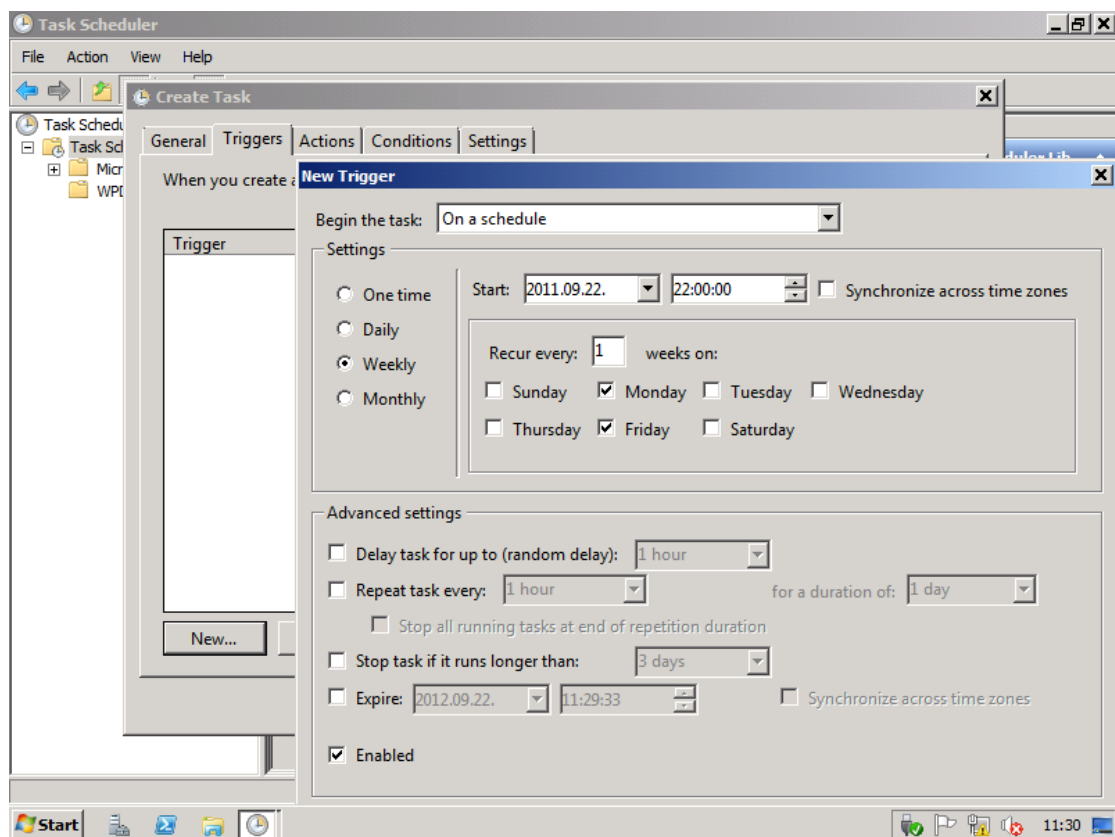 Task Scheduler
File Action View Help
Create Task
Task Schedu
Task Sch
Micr
WPD
General Triggers Actions Conditions Settings
When you create a
Trigger
New...
New Trigger
Begin the task: On a schedule
Settings
One time
Daily
Weekly
Monthly
Start: 2011.09.22. 22:00:00 Synchronize across time zones
Recur every: 1 weeks on:
Sunday Monday Tuesday Wednesday
Thursday Friday Saturday
Advanced settings
Delay task for up to (random delay): 1 hour
Repeat task every: 1 hour for a duration of: 1 day
Stop all running tasks at end of repetition duration
Stop task if it runs longer than: 3 days
Expire: 2012.09.22. 11:29:33 Synchronize across time zones
Enabled
Start 11:30